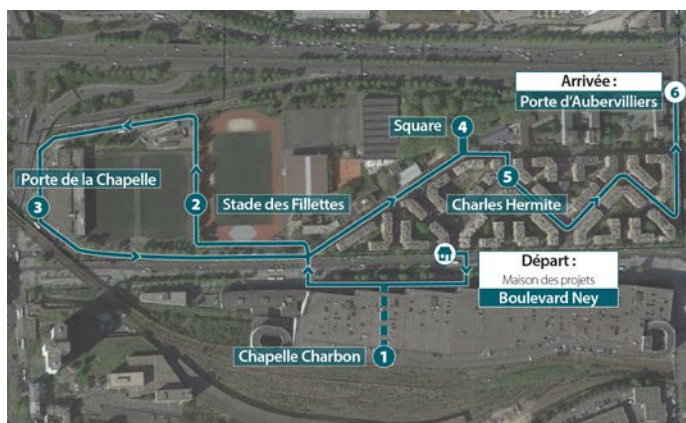 Arrivée :
6
Porte d'Aubervilliers
Square
4
Porte de la Chapelle
3
2
Stade des Fillettes
5
Charles Hermite
Départ :
Maison des projets
Boulevard Ney
Chapelle Charbon
1